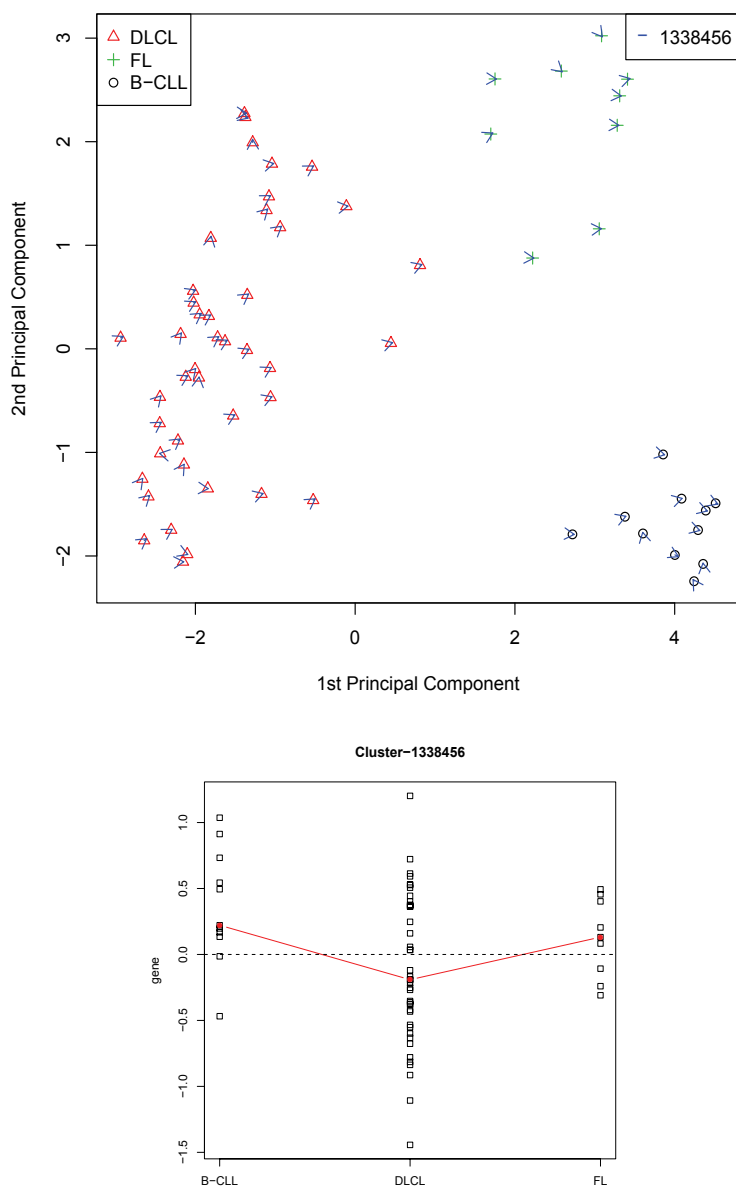 DLCL
FL
B−CLL
1338456
3
2
1
0
−1
−2
2nd Principal Component
−2 0 2 4
1st Principal Component
Cluster−1338456
1.0
0.5
0.0
−0.5
−1.0
−1.5
gene
B−CLL DLCL FL